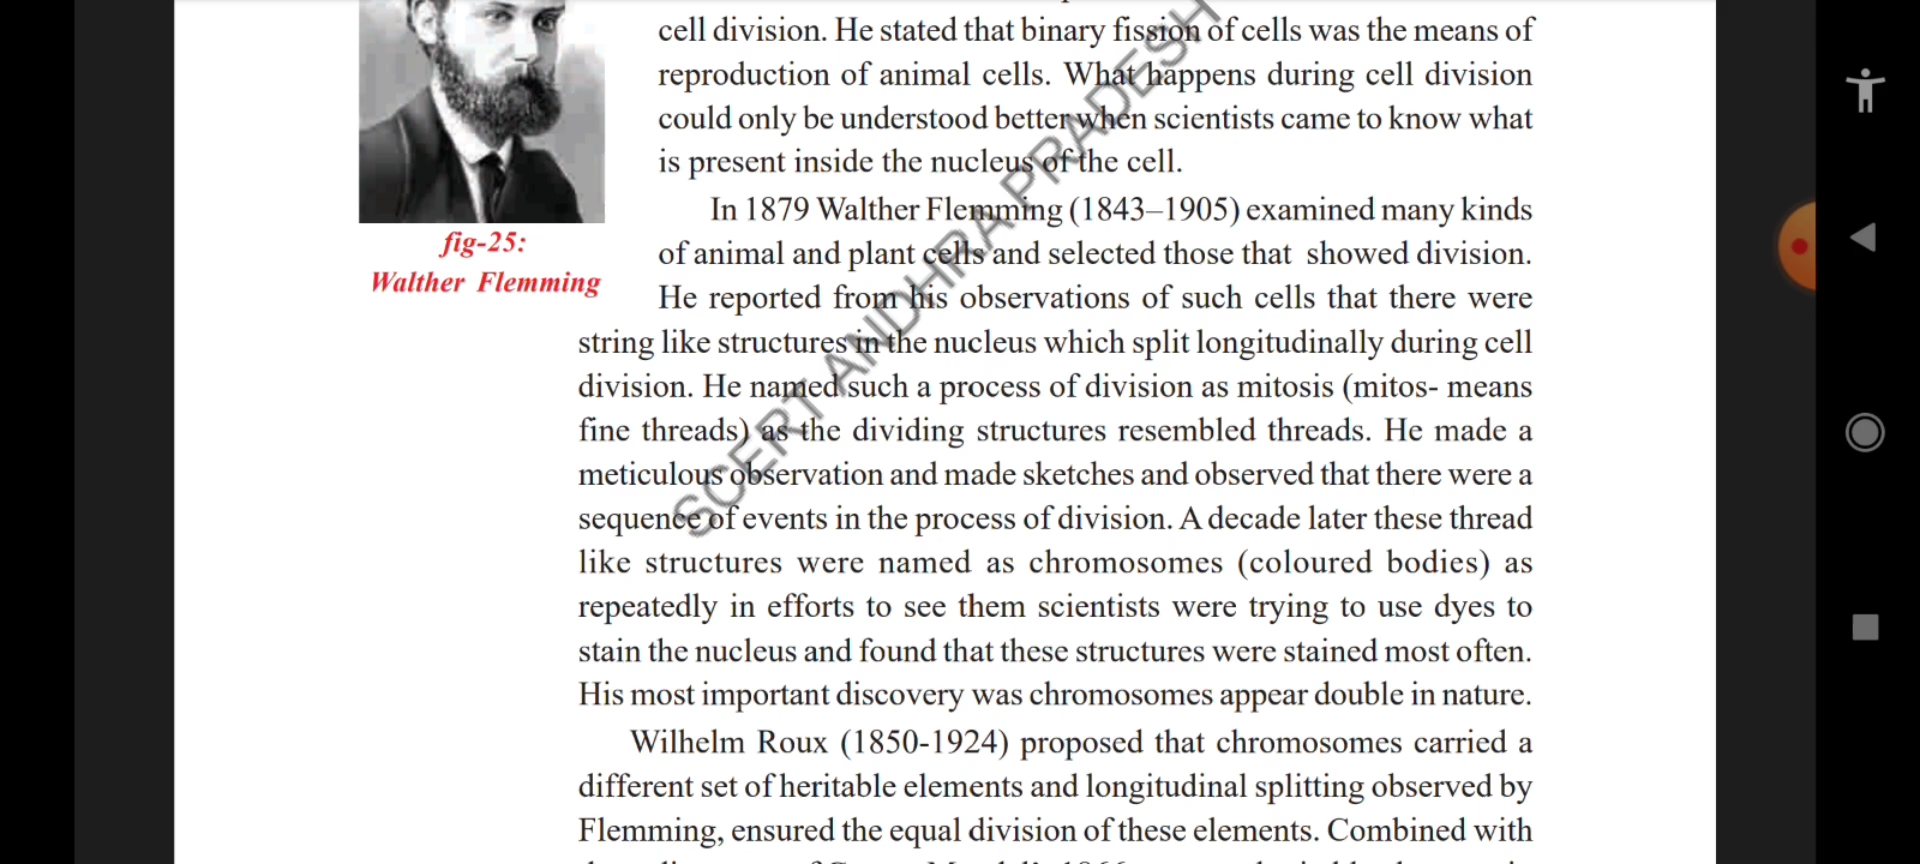 cell division. He stated that binary fission of cells was the means of
reproduction of animal cells. What happens during cell division
could only be understood better when scientists came to know what
is present inside the nucleus of the cell.
fig-25:
Walther Flemming
In 1879 Walther Flemming (1843–1905) examined many kinds
of animal and plant cells and selected those that showed division.
He reported from his observations of such cells that there were
string like structures in the nucleus which split longitudinally during cell
division. He named such a process of division as mitosis (mitos- means
fine threads) as the dividing structures resembled threads. He made a
meticulous observation and made sketches and observed that there were a
sequence of events in the process of division. A decade later these thread
like structures were named as chromosomes (coloured bodies) as
repeatedly in efforts to see them scientists were trying to use dyes to
stain the nucleus and found that these structures were stained most often.
His most important discovery was chromosomes appear double in nature.
Wilhelm Roux (1850-1924) proposed that chromosomes carried a
different set of heritable elements and longitudinal splitting observed by
Flemming, ensured the equal division of these elements. Combined with
SCERT ANDHRA PRADESH